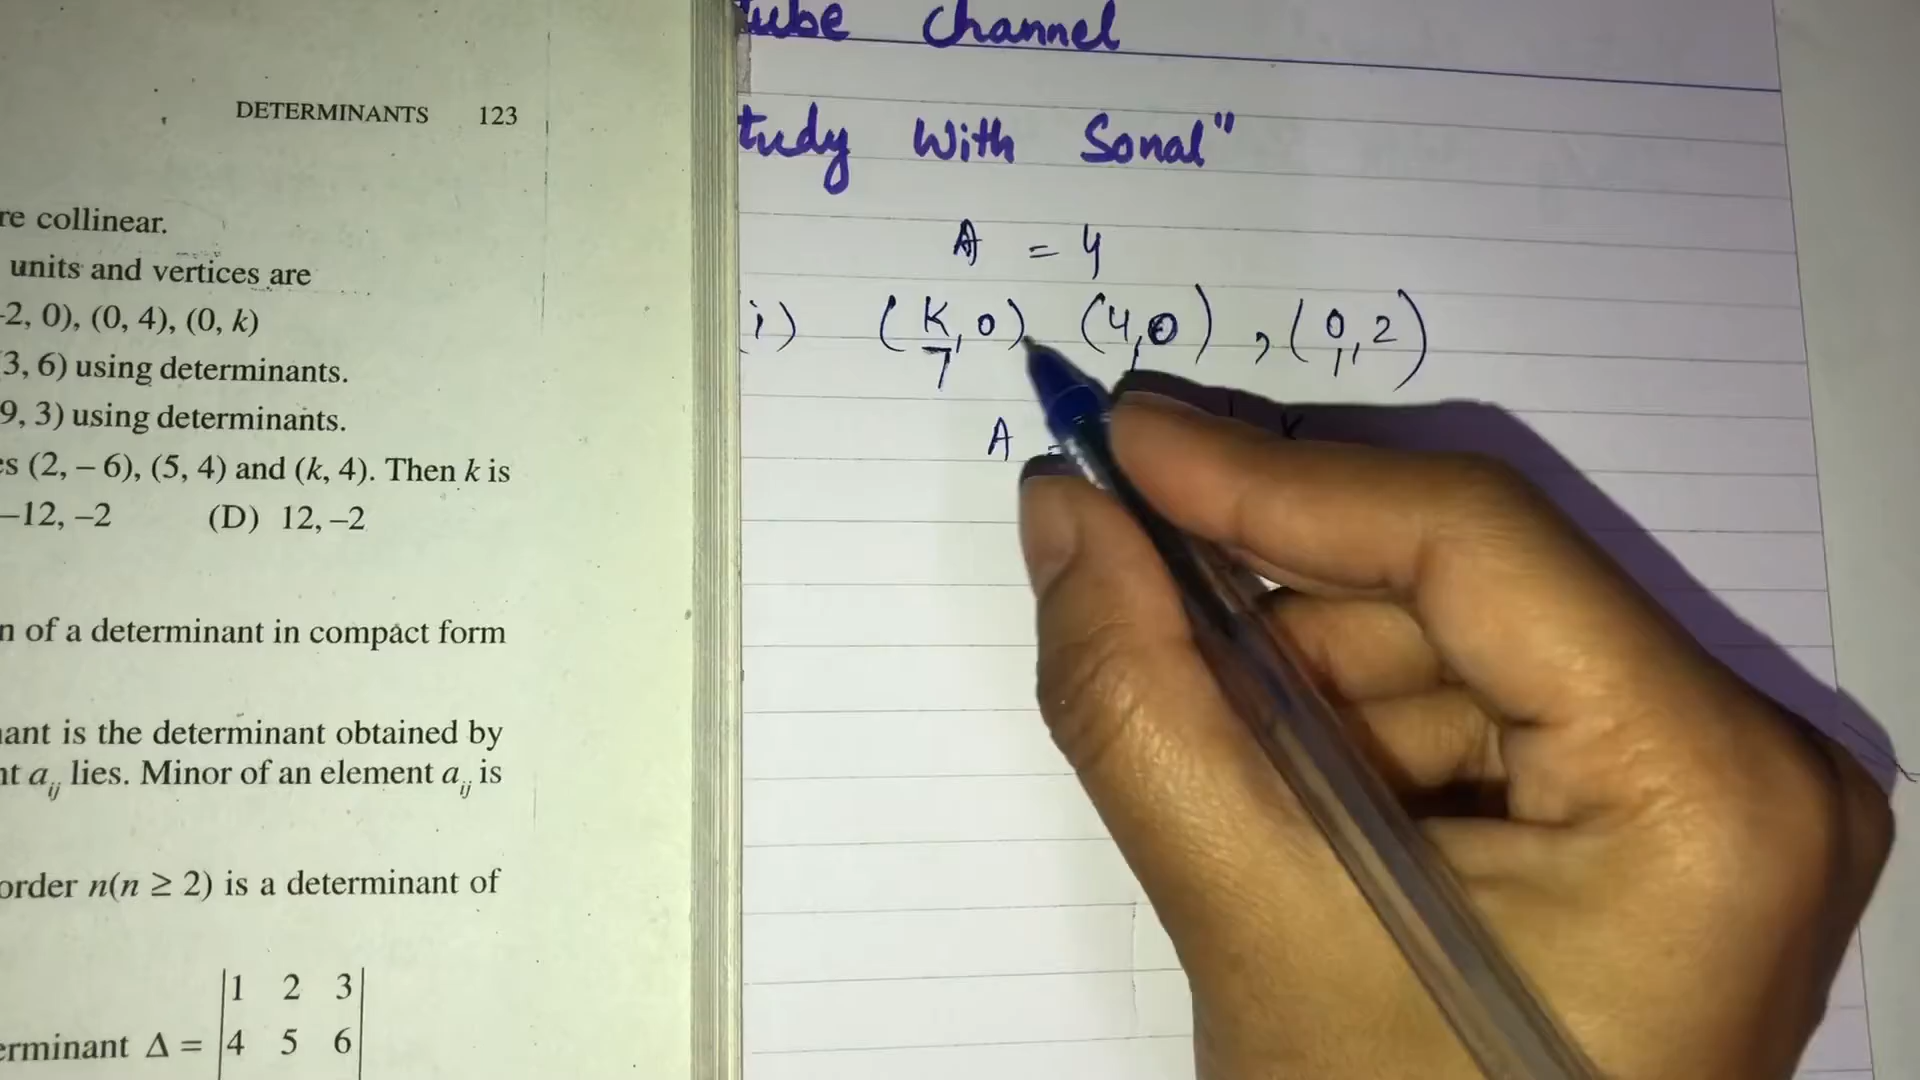 DETERMINANTS 123
re collinear.
units and vertices are
-2, 0), (0, 4), (0, k)
3, 6) using determinants.
9, 3) using determinants.
es (2, – 6), (5, 4) and (k, 4). Then k is
–12, –2 (D) 12, –2
n of a determinant in compact form
nant is the determinant obtained by
nt aij lies. Minor of an element aij is
order n(n ≥ 2) is a determinant of
1 2 3
erminant Δ = 4 5 6
tube Channel
tudy With Sonal"
A = 4
i) (K, 0) (4, 0) , (0, 2)
A =